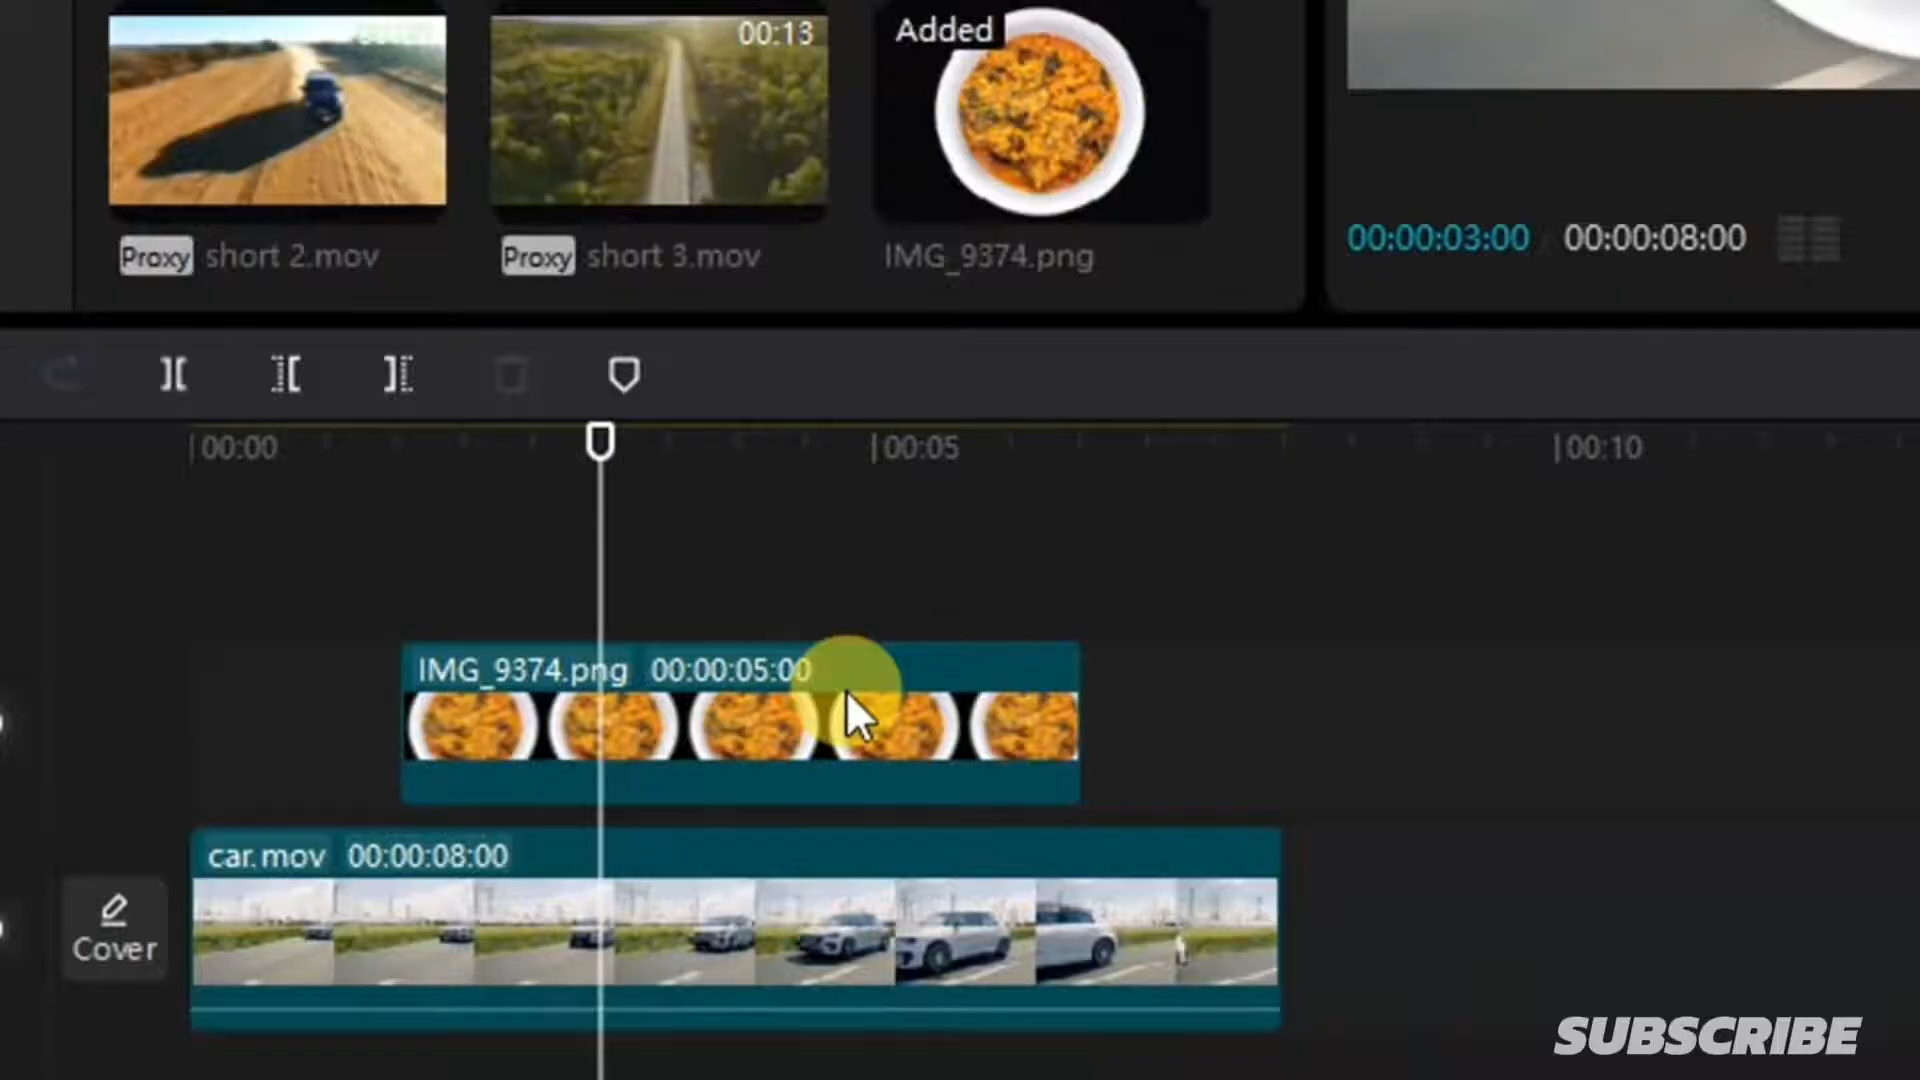 00:13
Added
Proxy short 2.mov
Proxy short 3.mov
IMG_9374.png
00:00:03:00 / 00:00:08:00
00:00
00:05
00:10
IMG_9374.png 00:00:05:00
car.mov 00:00:08:00
Cover
SUBSCRIBE